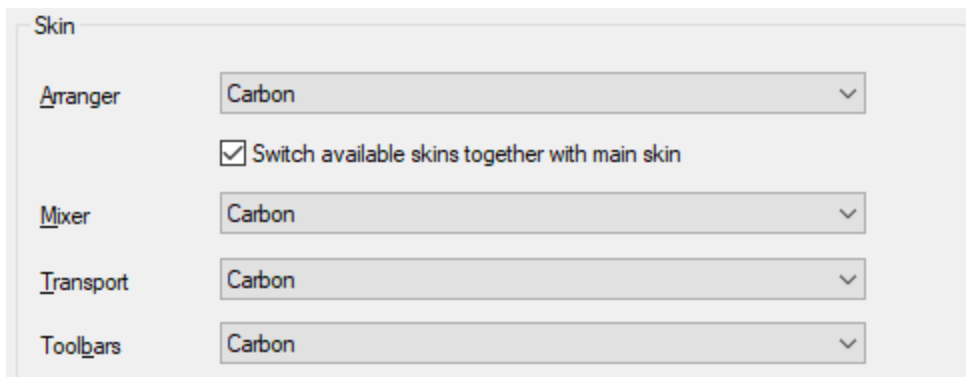 Skin
Arranger Carbon
Switch available skins together with main skin
Mixer Carbon
Transport Carbon
Toolbars Carbon